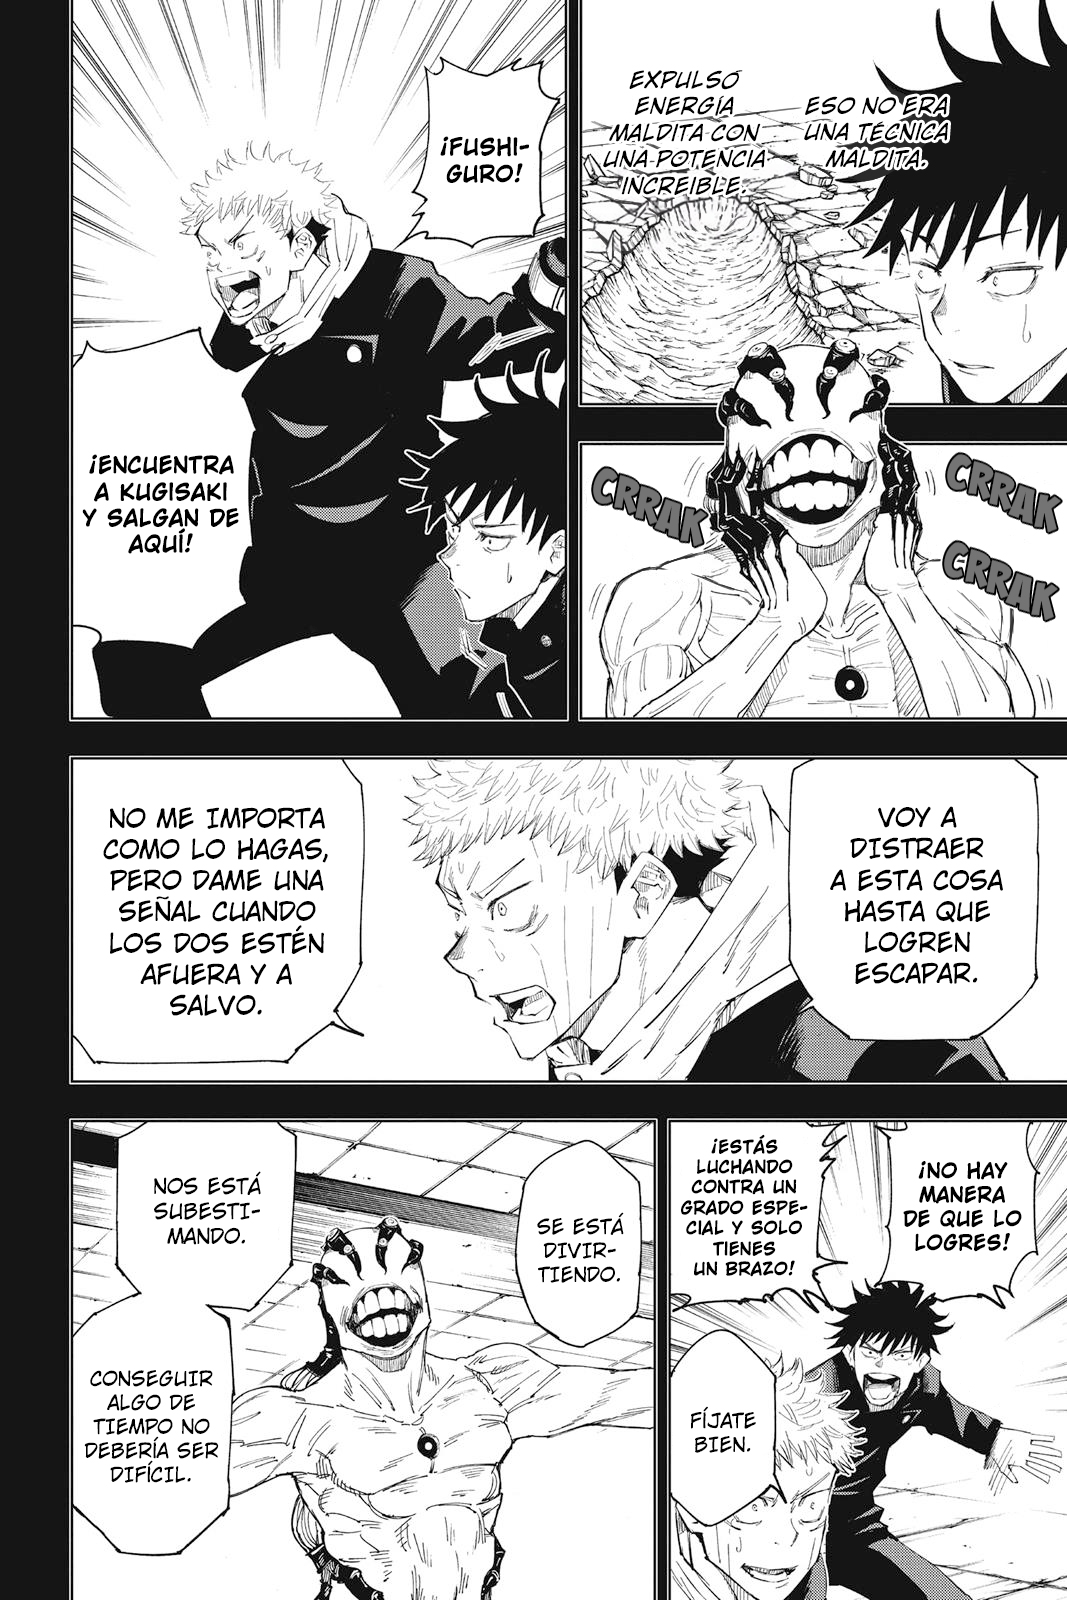 ESO NO ERA
UNA TÉCNICA
MALDITA.
EXPULSÓ
ENERGÍA
MALDITA CON
UNA POTENCIA
INCREIBLE.
CRRAK
CRRAK
CRRAK
¡FUSHI-
GURO!
¡ENCUENTRA
A KUGISAKI
Y SALGAN DE
AQUÍ!
VOY A
DISTRAER
A ESTA COSA
HASTA QUE
LOGREN
ESCAPAR.
NO ME IMPORTA
COMO LO HAGAS,
PERO DAME UNA
SEÑAL CUANDO
LOS DOS ESTÉN
AFUERA Y A
SALVO.
¡NO HAY
MANERA
DE QUE LO
LOGRES!
¡ESTÁS
LUCHANDO
CONTRA UN
GRADO ESPE-
CIAL Y SOLO
TIENES
UN BRAZO!
FÍJATE
BIEN.
SE ESTÁ
DIVIR-
TIENDO.
NOS ESTÁ
SUBESTI-
MANDO.
CONSEGUIR
ALGO DE
TIEMPO NO
DEBERÍA SER
DIFÍCIL.